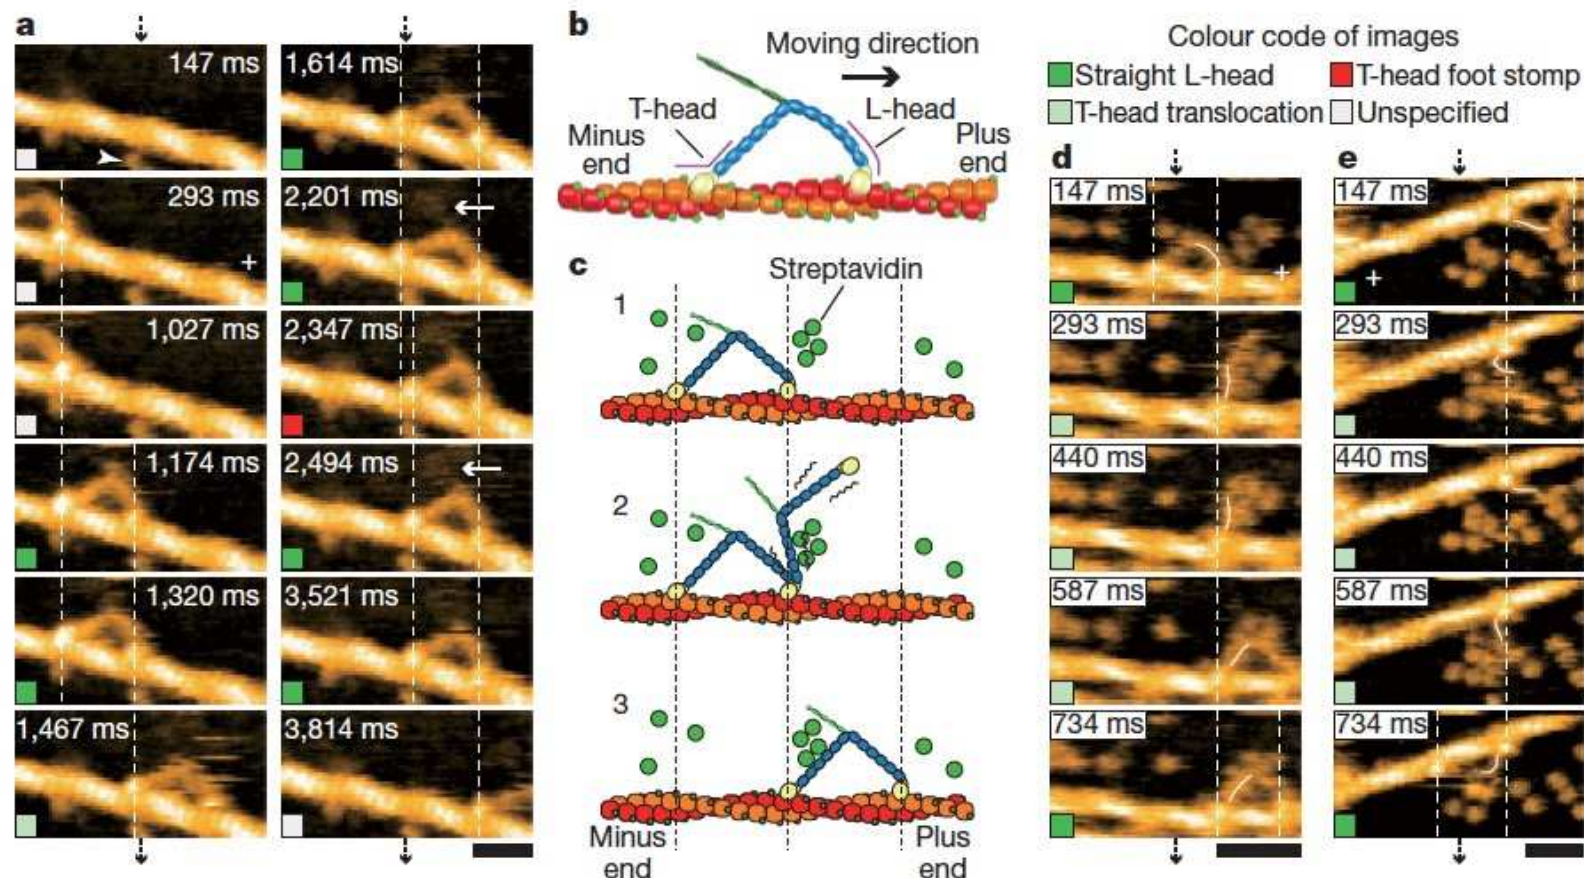 a
147 ms
293 ms
+
1,027 ms
1,174 ms
1,320 ms
1,467 ms
1,614 ms
2,201 ms
2,347 ms
2,494 ms
3,521 ms
3,814 ms
b
Moving direction
T-head
L-head
Minus
end
Plus
end
c
Streptavidin
1
2
3
Minus
end
Plus
end
Colour code of images
Straight L-head
T-head foot stomp
T-head translocation
Unspecified
d
147 ms
+
293 ms
440 ms
587 ms
734 ms
e
147 ms
+
293 ms
440 ms
587 ms
734 ms